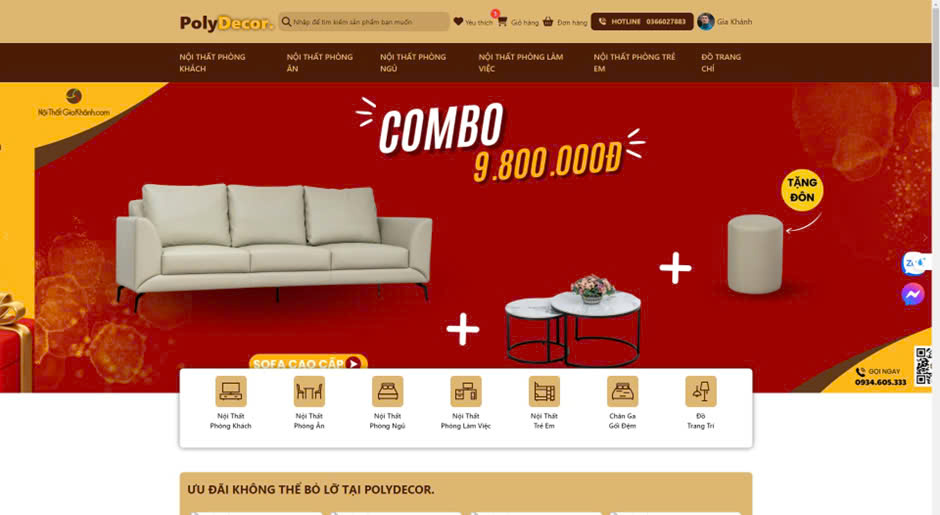 PolyDecor.
Nhập để tìm kiếm sản phẩm bạn muốn
Yêu thích
3
Giỏ hàng
Đơn hàng
HOTLINE 0366027883
Gia Khánh
NỘI THẤT PHÒNG KHÁCH
NỘI THẤT PHÒNG ĂN
NỘI THẤT PHÒNG NGỦ
NỘI THẤT PHÒNG LÀM VIỆC
NỘI THẤT PHÒNG TRẺ EM
ĐỒ TRANG CHÍ
NộiThấtGiaKhánh.com
COMBO
9.800.000Đ
TẶNG
ĐÔN
SOFA CAO CẤP
GỌI NGAY
0934.605.333
Nội Thất
Phòng Khách
Nội Thất
Phòng Ăn
Nội Thất
Phòng Ngủ
Nội Thất
Phòng Làm Việc
Nội Thất
Trẻ Em
Chăn Ga
Gối Đệm
Đồ
Trang Trí
ƯU ĐÃI KHÔNG THỂ BỎ LỠ TẠI POLYDECOR.